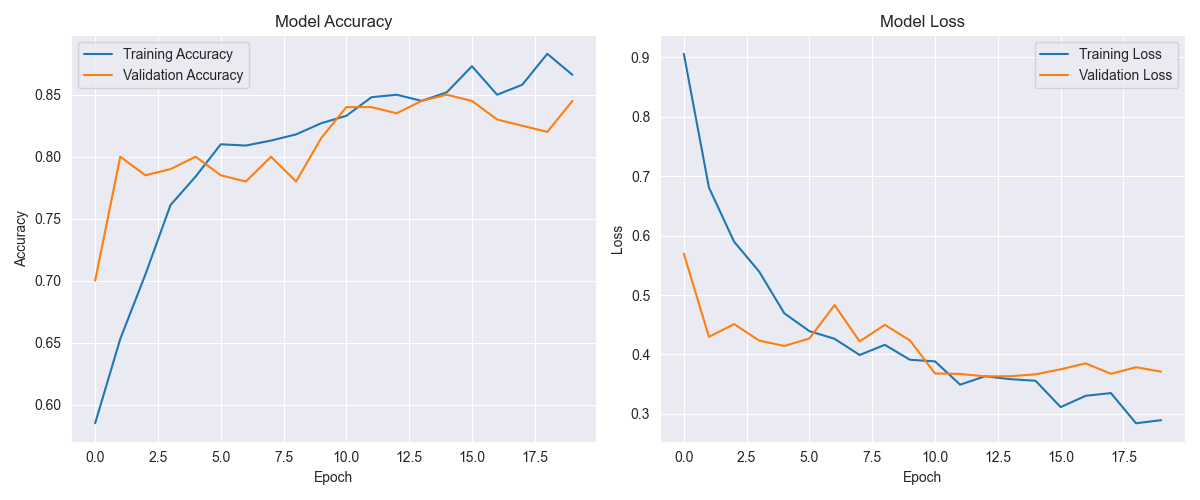 Model Accuracy
Training Accuracy
Validation Accuracy
0.85
0.80
0.75
0.70
0.65
0.60
Accuracy
0.0 2.5 5.0 7.5 10.0 12.5 15.0 17.5
Epoch
Model Loss
Training Loss
Validation Loss
0.9
0.8
0.7
0.6
0.5
0.4
0.3
Loss
0.0 2.5 5.0 7.5 10.0 12.5 15.0 17.5
Epoch